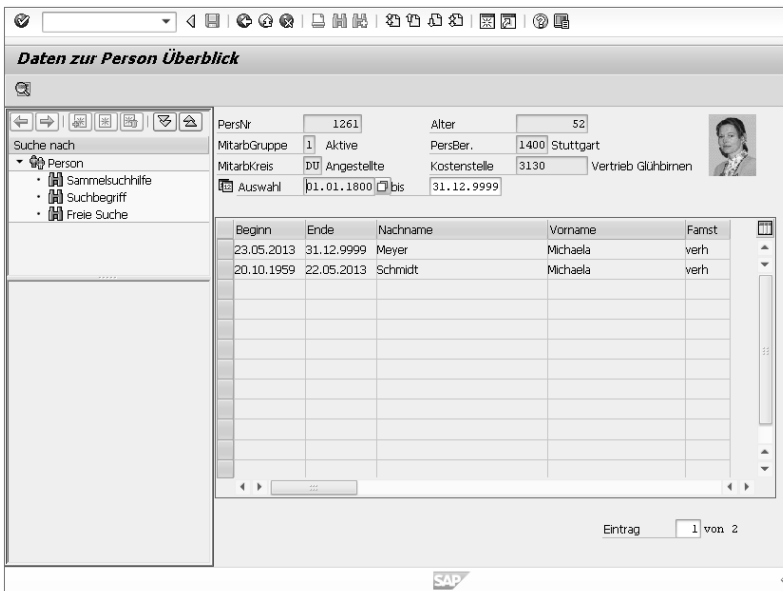 Daten zur Person Überblick
Suche nach
Person
Sammelsuchhilfe
Suchbegriff
Freie Suche
PersNr 1261 Alter 52
MitarbGruppe 1 Aktive PersBer. 1400 Stuttgart
MitarbKreis DU Angestellte Kostenstelle 3130 Vertrieb Glühbirnen
Auswahl 01.01.1800 bis 31.12.9999
Beginn Ende Nachname Vorname Famst
23.05.2013 31.12.9999 Meyer Michaela verh
20.10.1959 22.05.2013 Schmidt Michaela verh
Eintrag 1 von 2
SAP